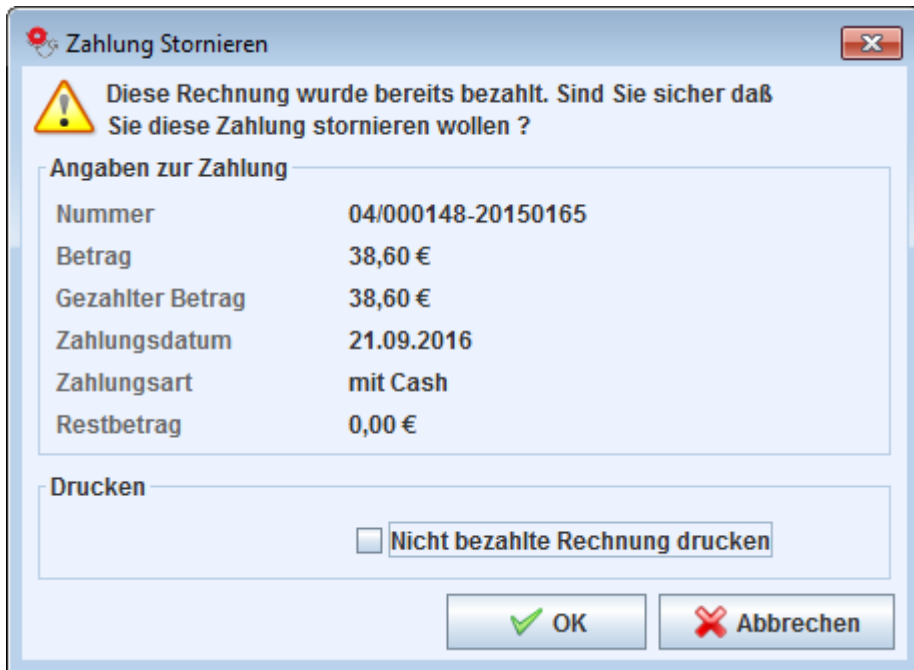 Zahlung Stornieren
Diese Rechnung wurde bereits bezahlt. Sind Sie sicher daß
Sie diese Zahlung stornieren wollen ?
Angaben zur Zahlung
Nummer 04/000148-20150165
Betrag 38,60 €
Gezahlter Betrag 38,60 €
Zahlungsdatum 21.09.2016
Zahlungsart mit Cash
Restbetrag 0,00 €
Drucken
Nicht bezahlte Rechnung drucken
OK Abbrechen